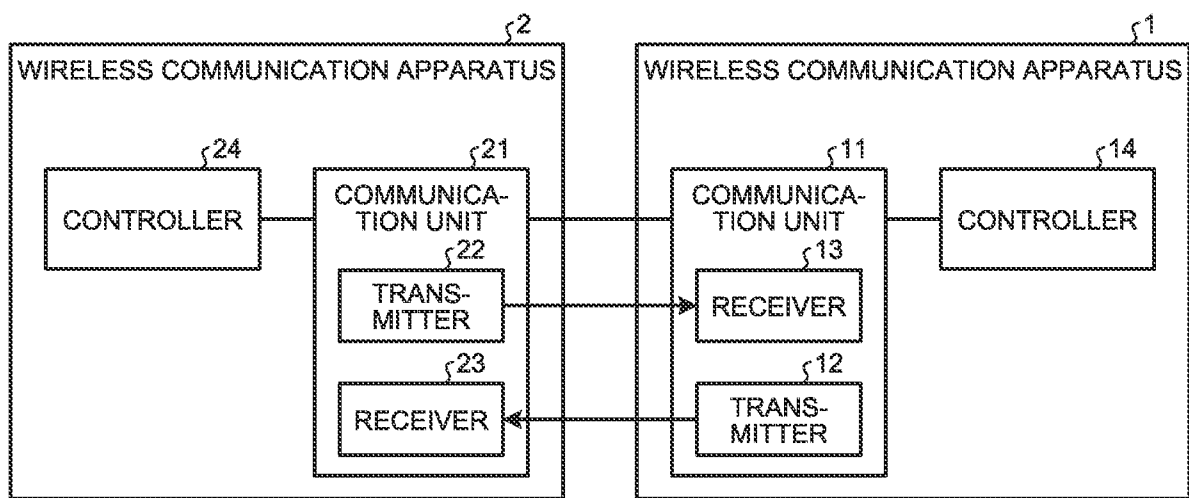 2
WIRELESS COMMUNICATION APPARATUS
24
CONTROLLER
21
COMMUNICA-
TION UNIT
22
TRANS-
MITTER
23
RECEIVER
1
WIRELESS COMMUNICATION APPARATUS
11
COMMUNICA-
TION UNIT
13
RECEIVER
12
TRANS-
MITTER
14
CONTROLLER